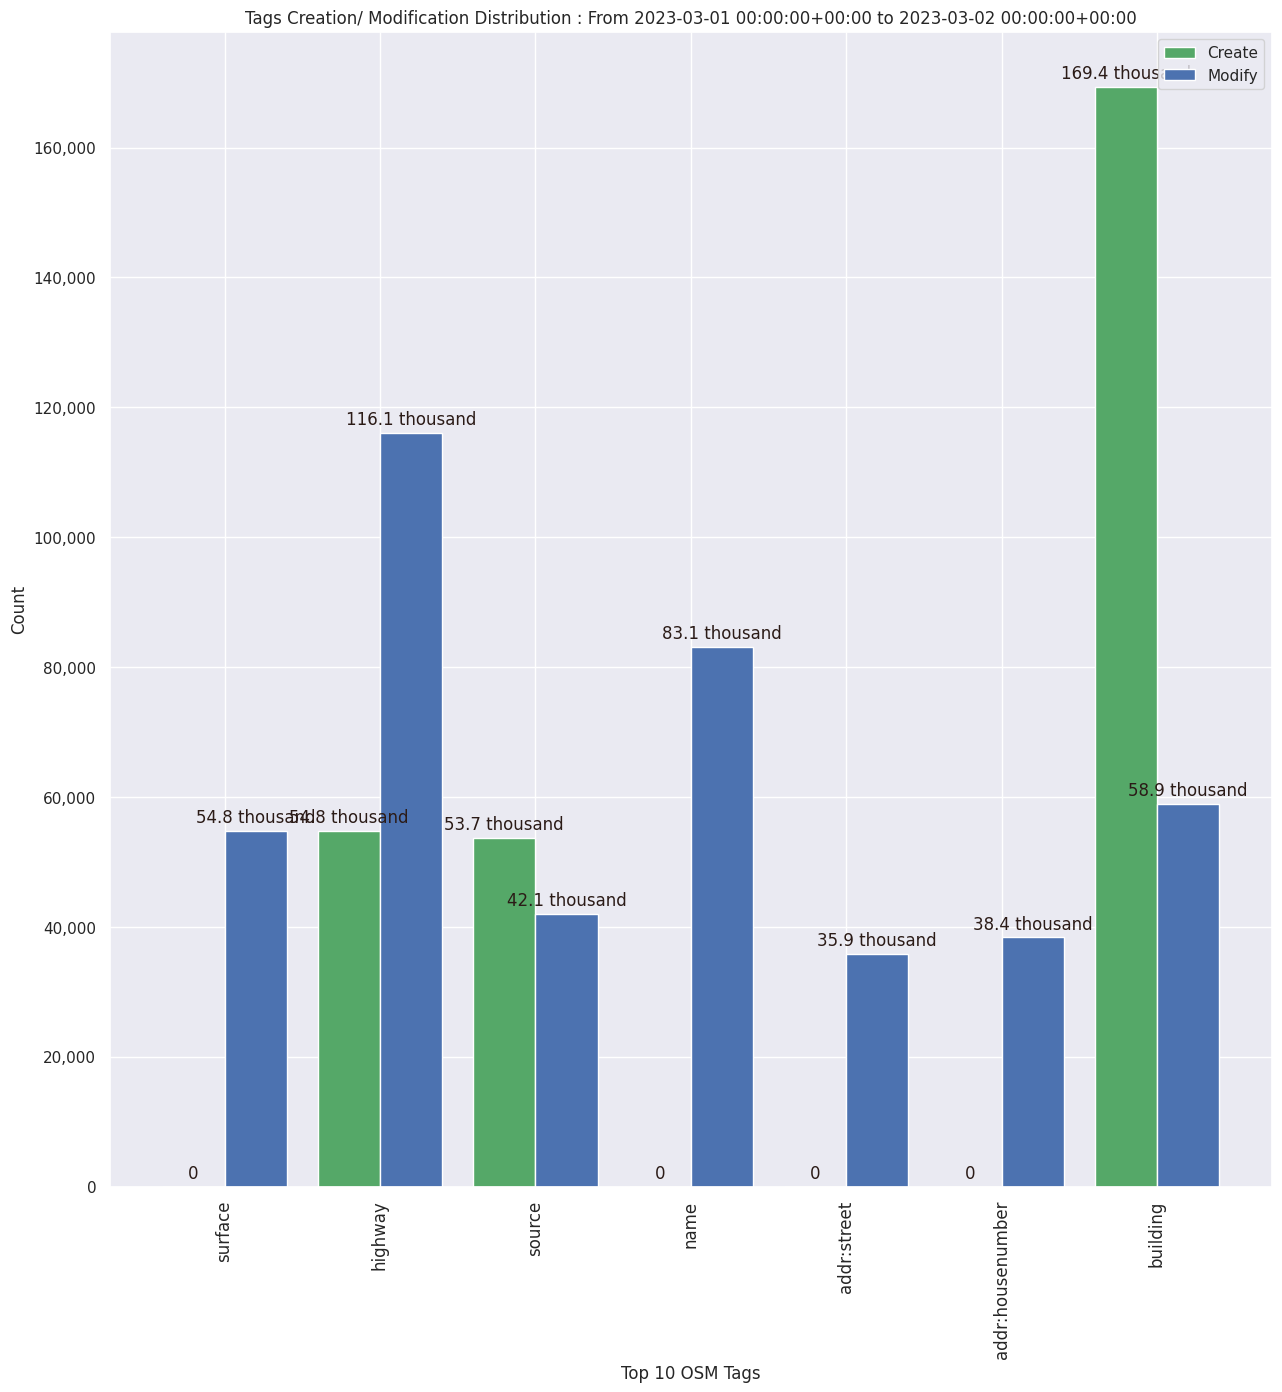 Tags Creation/ Modification Distribution : From 2023-03-01 00:00:00+00:00 to 2023-03-02 00:00:00+00:00
Create
Modify
169.4
160,000
140,000
120,000
116.1 thousand
100,000
Count
83.1 thousand
80,000
60,000
58.9 thousand
54.8 thousand
54.8 thousand
53.7 thousand
42.1 thousand
40,000
38.4 thousand
35.9 thousand
20,000
0
0
0
0
0
surface
highway
source
name
addr:street
addr:housenumber
building
Top 10 OSM Tags